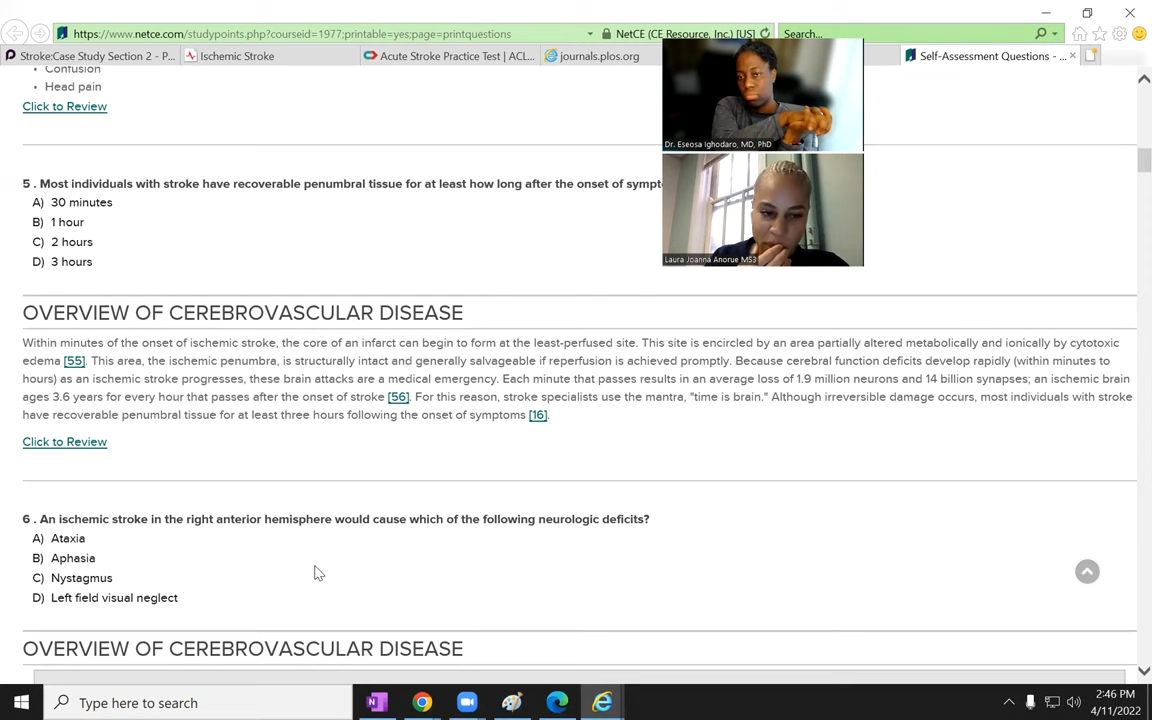 https://www.netce.com/studypoints.php?courseid=1977;printable=yes;page=printquestions
NetCE (CE Resource, Inc.) [US]
Search...
Stroke:Case Study Section 2 - P...
Ischemic Stroke
Acute Stroke Practice Test | ACL...
journals.plos.org
Self-Assessment Questions - ...
• Confusion
• Head pain
Click to Review
Dr. Eseosa Ighodaro, MD, PhD
5 . Most individuals with stroke have recoverable penumbral tissue for at least how long after the onset of sympt
A) 30 minutes
B) 1 hour
C) 2 hours
D) 3 hours
Laura Joanna Anorue MS3
OVERVIEW OF CEREBROVASCULAR DISEASE
Within minutes of the onset of ischemic stroke, the core of an infarct can begin to form at the least-perfused site. This site is encircled by an area partially altered metabolically and ionically by cytotoxic
edema [55]. This area, the ischemic penumbra, is structurally intact and generally salvageable if reperfusion is achieved promptly. Because cerebral function deficits develop rapidly (within minutes to
hours) as an ischemic stroke progresses, these brain attacks are a medical emergency. Each minute that passes results in an average loss of 1.9 million neurons and 14 billion synapses; an ischemic brain
ages 3.6 years for every hour that passes after the onset of stroke [56]. For this reason, stroke specialists use the mantra, "time is brain." Although irreversible damage occurs, most individuals with stroke
have recoverable penumbral tissue for at least three hours following the onset of symptoms [16].
Click to Review
6 . An ischemic stroke in the right anterior hemisphere would cause which of the following neurologic deficits?
A) Ataxia
B) Aphasia
C) Nystagmus
D) Left field visual neglect
OVERVIEW OF CEREBROVASCULAR DISEASE
Type here to search
2:46 PM
4/11/2022